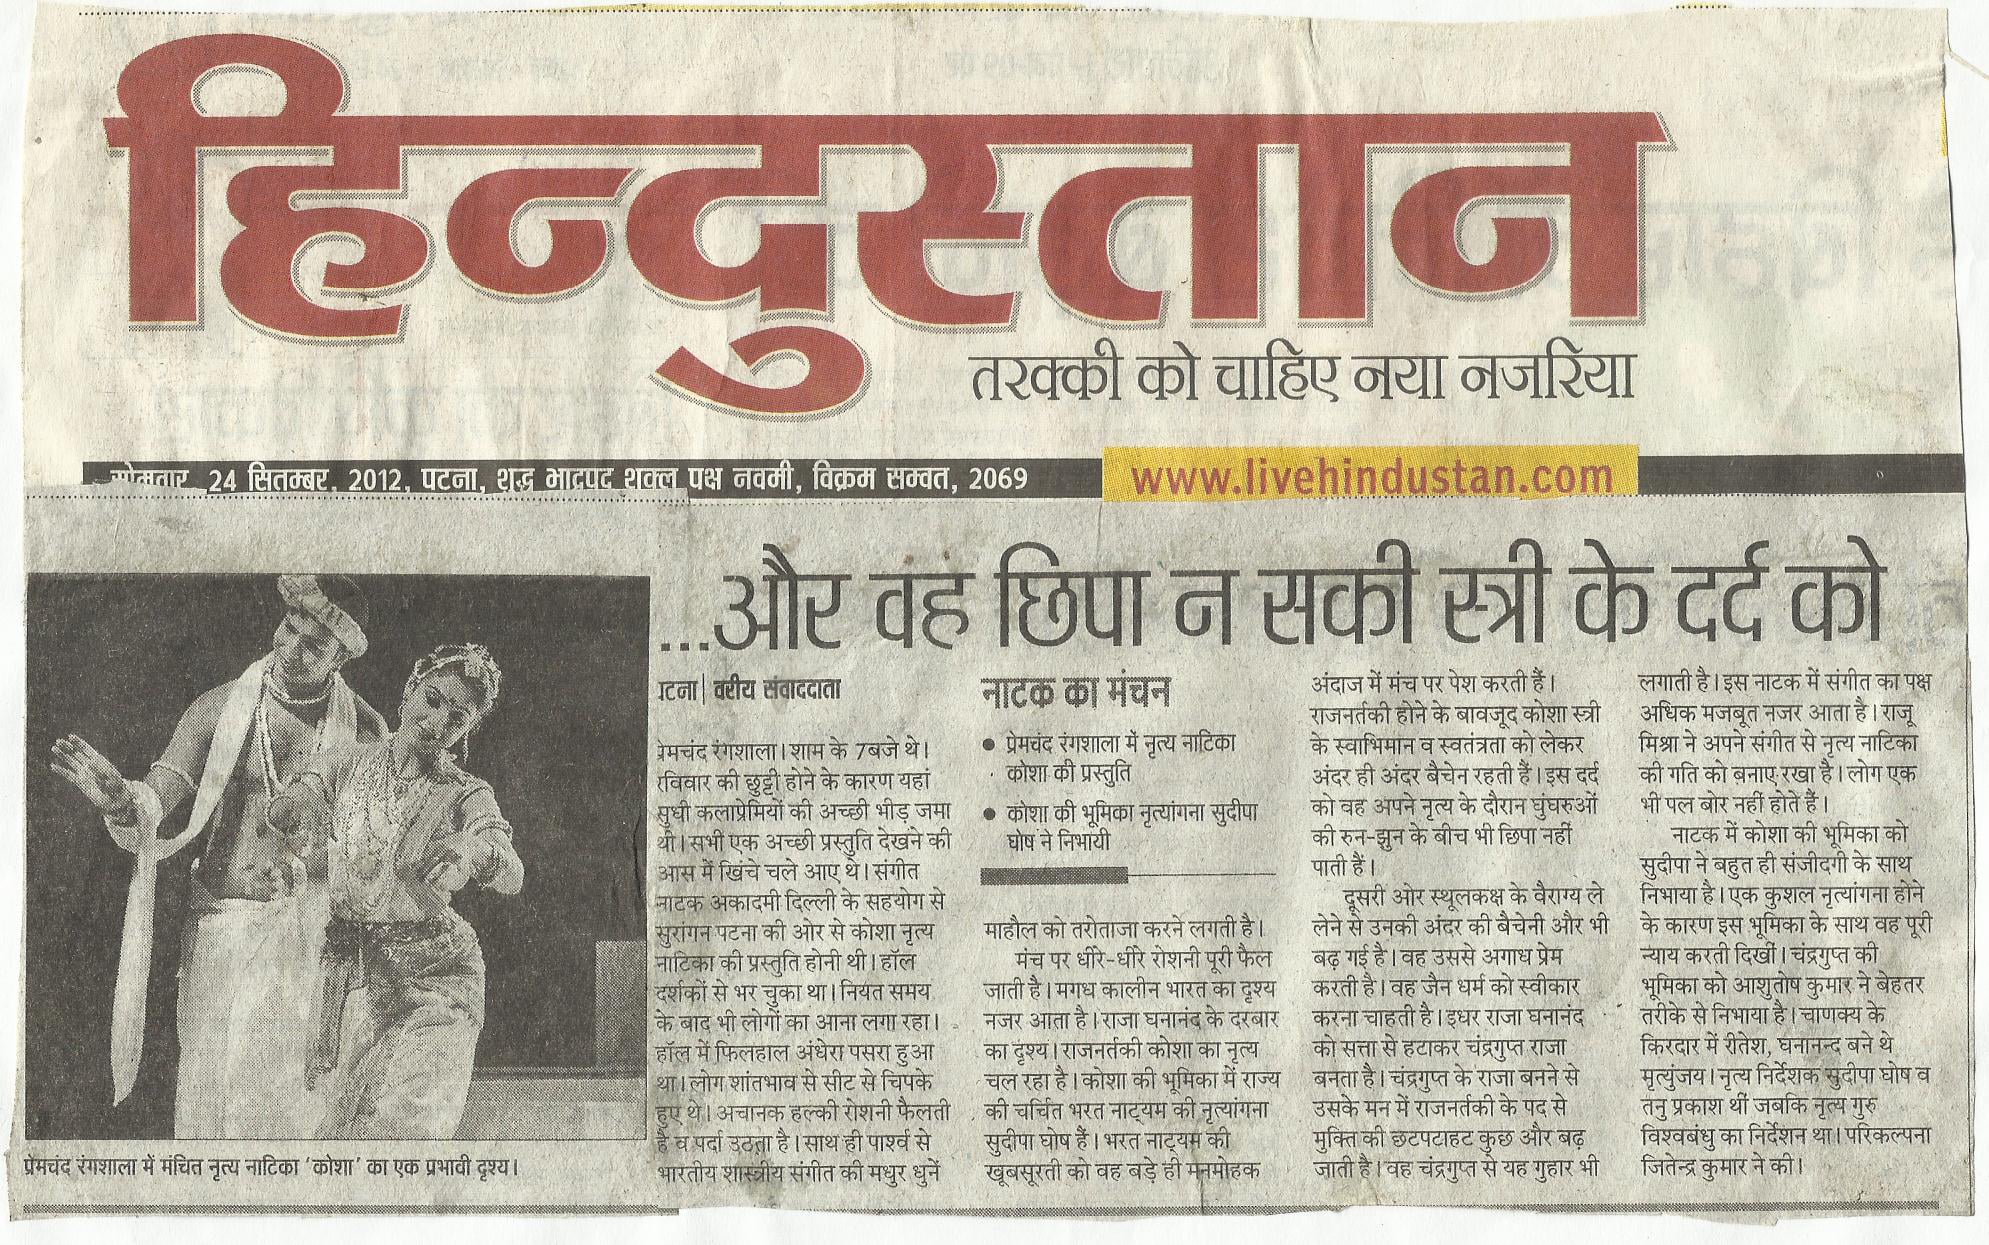 हिन्दुस्तान
तरक्की को चाहिए नया नजरिया
सोमवार, 24 सितम्बर, 2012, पटना, शुद्ध भाद्रपद शुक्ल पक्ष नवमी, विक्रम सम्वत, 2069
www.livehindustan.com
...और वह छिपा न सकी स्त्री के दर्द को
पटना| वरीय संवाददाता
प्रेमचंद रंगशाला। शाम के 7बजे थे।
रविवार की छुट्टी होने के कारण यहां
सुधी कलाप्रेमियों की अच्छी भीड़ जमा
थी। सभी एक अच्छी प्रस्तुति देखने की
आस में खिंचे चले आए थे। संगीत
नाटक अकादमी दिल्ली के सहयोग से
सुरांगन पटना की ओर से कोशा नृत्य
नाटिका की प्रस्तुति होनी थी। हॉल
दर्शकों से भर चुका था। नियत समय
के बाद भी लोगों का आना लगा रहा।
हॉल में फिलहाल अंधेरा पसरा हुआ
था। लोग शांतभाव से सीट से चिपके
हुए थे। अचानक हल्की रोशनी फैलती
है व पर्दा उठता है। साथ ही पार्श्व से
भारतीय शास्त्रीय संगीत की मधुर धुनें
नाटक का मंचन
● प्रेमचंद रंगशाला में नृत्य नाटिका
कोशा की प्रस्तुति
● कोशा की भूमिका नृत्यांगना सुदीपा
घोष ने निभायी
माहौल को तरोताजा करने लगती है।
मंच पर धीरे-धीरे रोशनी पूरी फैल
जाती है। मगध कालीन भारत का दृश्य
नजर आता है। राजा घनानंद के दरबार
का दृश्य। राजनर्तकी कोशा का नृत्य
चल रहा है। कोशा की भूमिका में राज्य
की चर्चित भरत नाट्यम की नृत्यांगना
सुदीपा घोष हैं। भरत नाट्यम की
खूबसूरती को वह बड़े ही मनमोहक
अंदाज में मंच पर पेश करती हैं।
राजनर्तकी होने के बावजूद कोशा स्त्री
के स्वाभिमान व स्वतंत्रता को लेकर
अंदर ही अंदर बैचेन रहती हैं। इस दर्द
को वह अपने नृत्य के दौरान घुंघरुओं
की रुन-झुन के बीच भी छिपा नहीं
पाती हैं।
दूसरी ओर स्थूलकक्ष के वैराग्य ले
लेने से उनकी अंदर की बैचेनी और भी
बढ़ गई है। वह उससे अगाध प्रेम
करती है। वह जैन धर्म को स्वीकार
करना चाहती है। इधर राजा घनानंद
को सत्ता से हटाकर चंद्रगुप्त राजा
बनता है। चंद्रगुप्त के राजा बनने से
उसके मन में राजनर्तकी के पद से
मुक्ति की छटपटाहट कुछ और बढ़
जाती है। वह चंद्रगुप्त से यह गुहार भी
लगाती है। इस नाटक में संगीत का पक्ष
अधिक मजबूत नजर आता है। राजू
मिश्रा ने अपने संगीत से नृत्य नाटिका
की गति को बनाए रखा है। लोग एक
भी पल बोर नहीं होते हैं।
नाटक में कोशा की भूमिका को
सुदीपा ने बहुत ही संजीदगी के साथ
निभाया है। एक कुशल नृत्यांगना होने
के कारण इस भूमिका के साथ वह पूरी
न्याय करती दिखीं। चंद्रगुप्त की
भूमिका को आशुतोष कुमार ने बेहतर
तरीके से निभाया है। चाणक्य के
किरदार में रीतेश, घनानन्द बने थे
मृत्युंजय। नृत्य निर्देशक सुदीपा घोष व
तनु प्रकाश थीं जबकि नृत्य गुरु
विश्वबंधु का निर्देशन था। परिकल्पना
जितेन्द्र कुमार ने की।
प्रेमचंद रंगशाला में मंचित नृत्य नाटिका 'कोशा' का एक प्रभावी दृश्य।